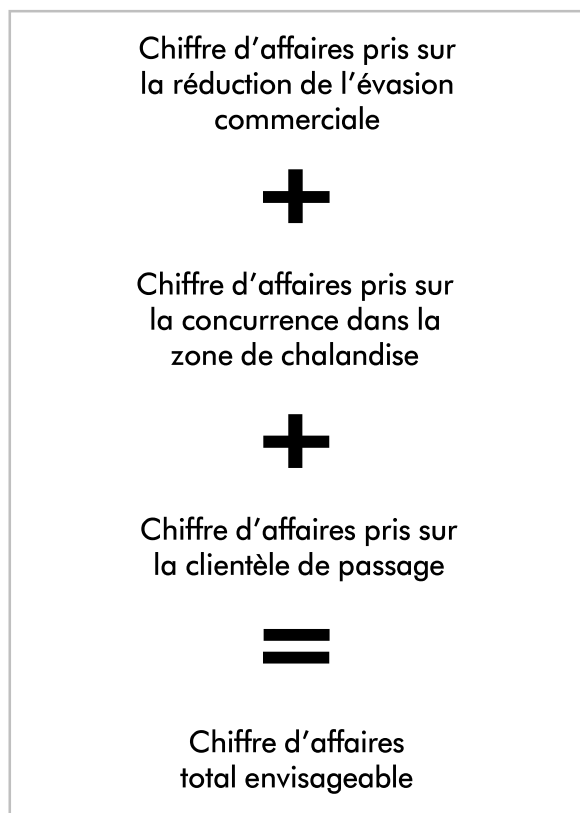 Chiffre d’affaires pris sur
la réduction de l’évasion
commerciale
+
Chiffre d’affaires pris sur
la concurrence dans la
zone de chalandise
+
Chiffre d’affaires pris sur
la clientèle de passage
=
Chiffre d’affaires
total envisageable